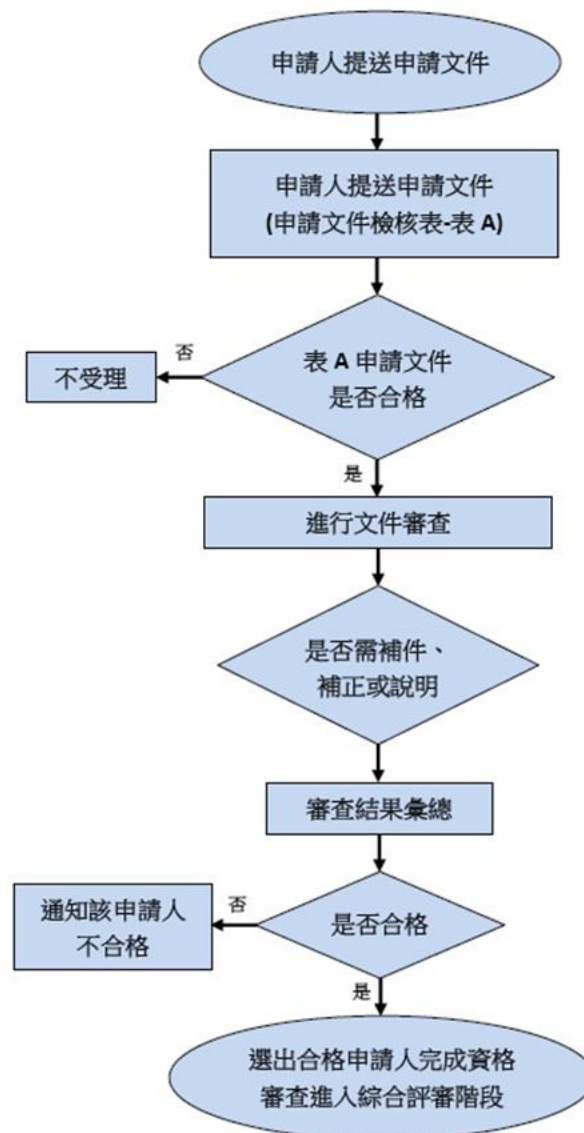 申請人提送申請文件
申請人提送申請文件
(申請文件檢核表-表 A)
表 A 申請文件
是否合格
否
不受理
是
進行文件審查
是否需補件、
補正或說明
審查結果彙總
是否合格
否
通知該申請人
不合格
是
選出合格申請人完成資格
審查進入綜合評審階段